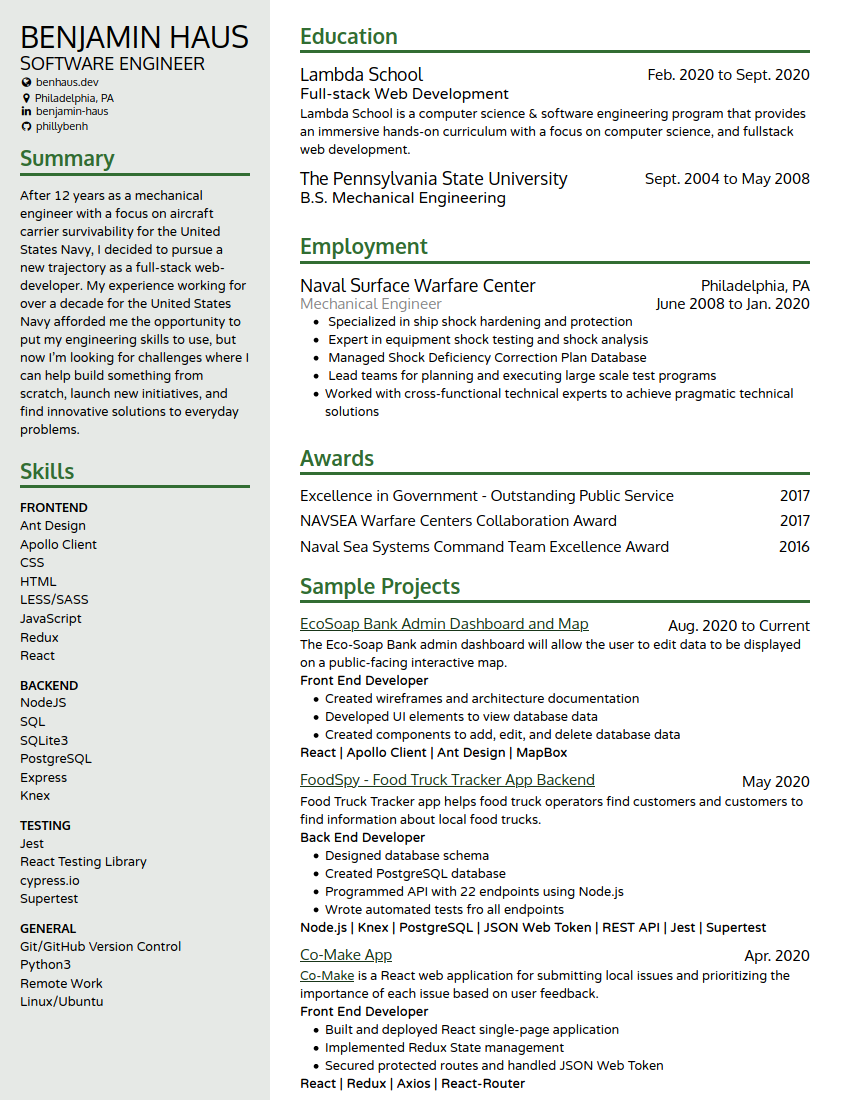 BENJAMIN HAUS
SOFTWARE ENGINEER
benhaus.dev
Philadelphia, PA
benjamin-haus
phillybenh
Summary
After 12 years as a mechanical
engineer with a focus on aircraft
carrier survivability for the United
States Navy, I decided to pursue a
new trajectory as a full-stack web-
developer. My experience working for
over a decade for the United States
Navy afforded me the opportunity to
put my engineering skills to use, but
now I'm looking for challenges where I
can help build something from
scratch, launch new initiatives, and
find innovative solutions to everyday
problems.
Skills
FRONTEND
Ant Design
Apollo Client
CSS
HTML
LESS/SASS
JavaScript
Redux
React
BACKEND
NodeJS
SQL
SQLite3
PostgreSQL
Express
Knex
TESTING
Jest
React Testing Library
cypress.io
Supertest
GENERAL
Git/GitHub Version Control
Python3
Remote Work
Linux/Ubuntu
Education
Lambda School Feb. 2020 to Sept. 2020
Full-stack Web Development
Lambda School is a computer science & software engineering program that provides
an immersive hands-on curriculum with a focus on computer science, and fullstack
web development.
The Pennsylvania State University Sept. 2004 to May 2008
B.S. Mechanical Engineering
Employment
Naval Surface Warfare Center Philadelphia, PA
Mechanical Engineer June 2008 to Jan. 2020
• Specialized in ship shock hardening and protection
• Expert in equipment shock testing and shock analysis
• Managed Shock Deficiency Correction Plan Database
• Lead teams for planning and executing large scale test programs
• Worked with cross-functional technical experts to achieve pragmatic technical
solutions
Awards
Excellence in Government - Outstanding Public Service 2017
NAVSEA Warfare Centers Collaboration Award 2017
Naval Sea Systems Command Team Excellence Award 2016
Sample Projects
EcoSoap Bank Admin Dashboard and Map Aug. 2020 to Current
The Eco-Soap Bank admin dashboard will allow the user to edit data to be displayed
on a public-facing interactive map.
Front End Developer
• Created wireframes and architecture documentation
• Developed UI elements to view database data
• Created components to add, edit, and delete database data
React | Apollo Client | Ant Design | MapBox
FoodSpy - Food Truck Tracker App Backend May 2020
Food Truck Tracker app helps food truck operators find customers and customers to
find information about local food trucks.
Back End Developer
• Designed database schema
• Created PostgreSQL database
• Programmed API with 22 endpoints using Node.js
• Wrote automated tests fro all endpoints
Node.js | Knex | PostgreSQL | JSON Web Token | REST API | Jest | Supertest
Co-Make App Apr. 2020
Co-Make is a React web application for submitting local issues and prioritizing the
importance of each issue based on user feedback.
Front End Developer
• Built and deployed React single-page application
• Implemented Redux State management
• Secured protected routes and handled JSON Web Token
React | Redux | Axios | React-Router